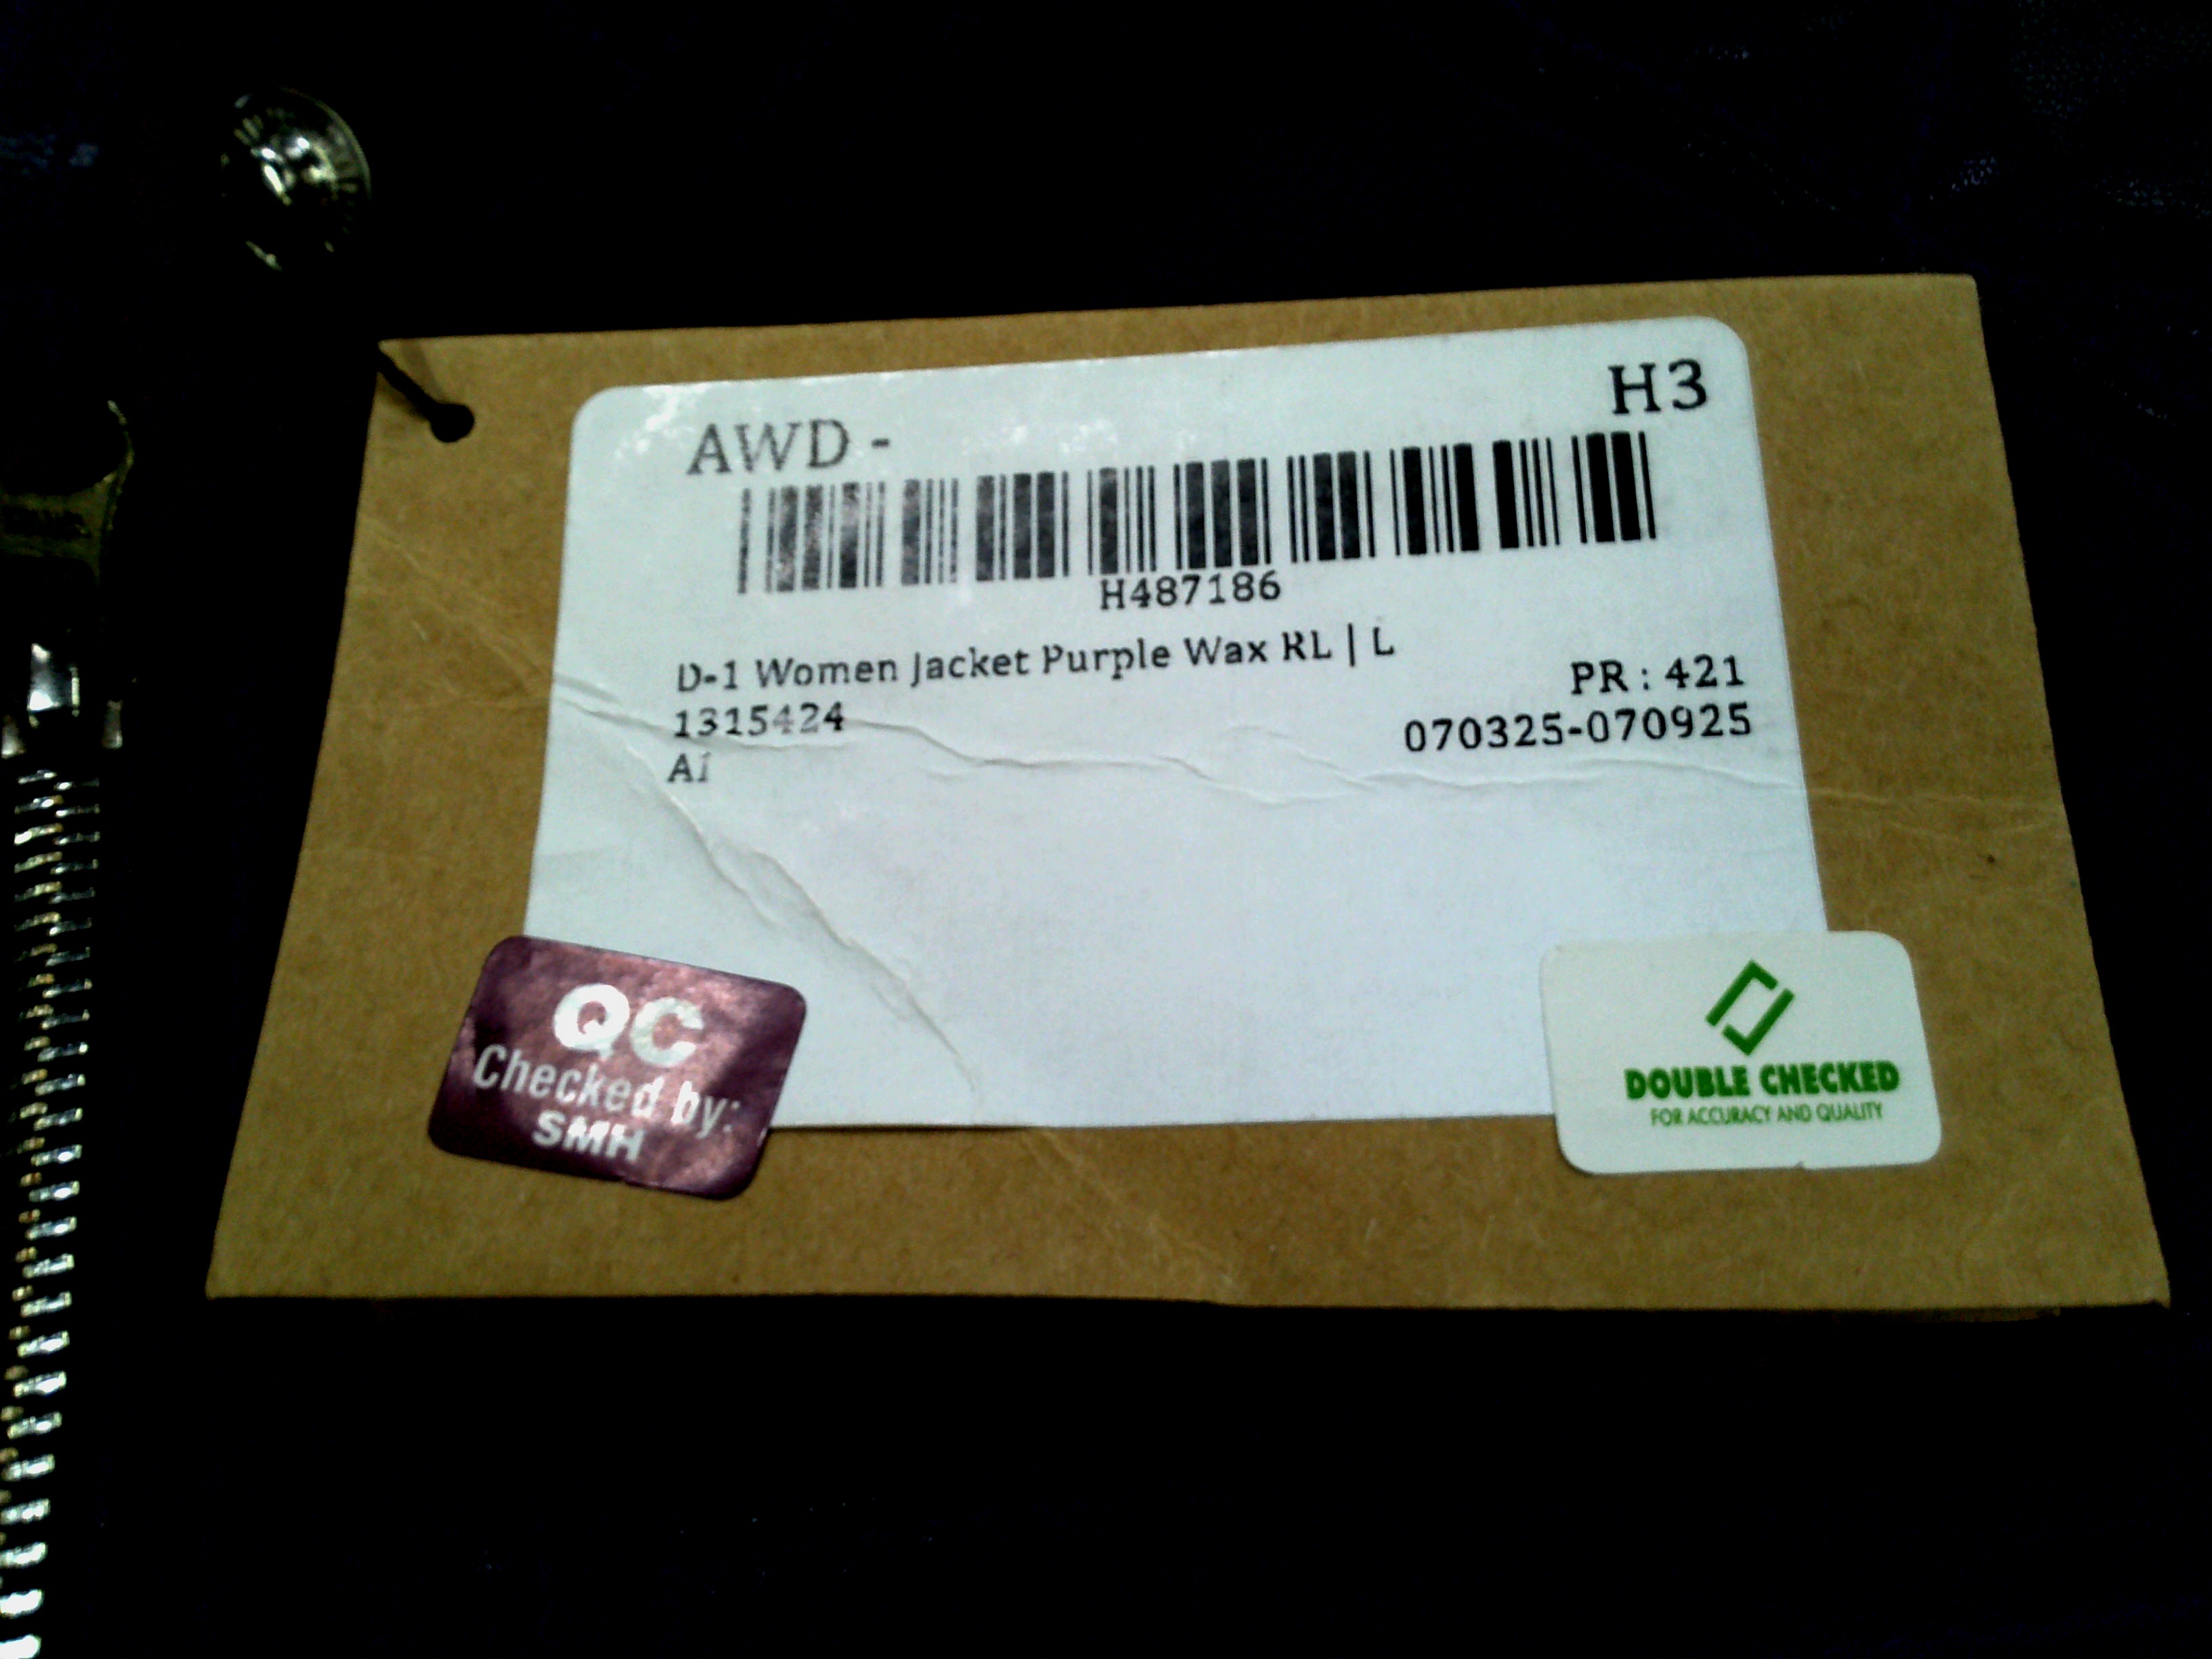 H3
AWD -
H487186
D-1 Women Jacket Purple Wax RL | L
PR : 421
1315424
070325-070925
A1
QC
Checked by:
SMH
DOUBLE CHECKED
FOR ACCURACY AND QUALITY